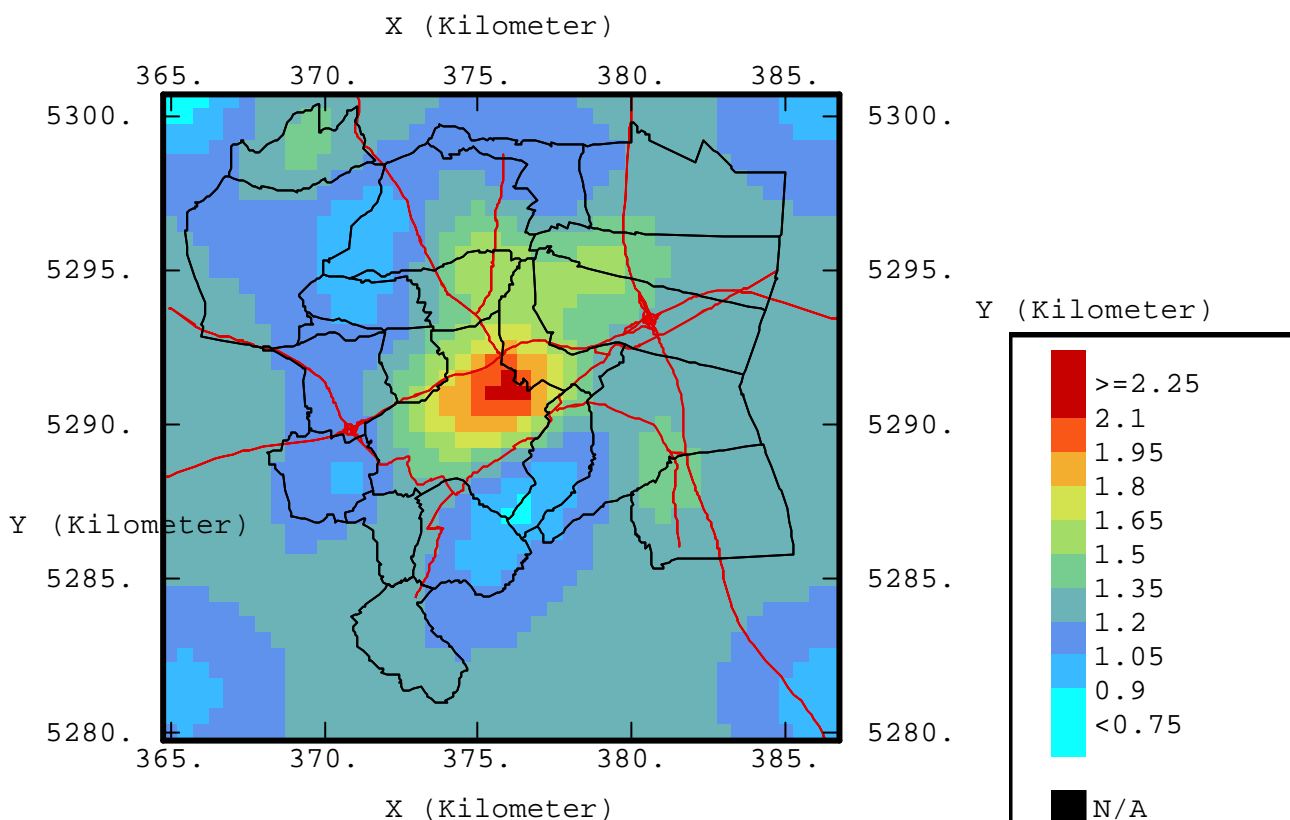 X (Kilometer)
365. 370. 375. 380. 385.
5300. 5300.
5295. 5295.
Y (Kilometer)
>=2.25
5290. 2.1 5290.
1.95
1.8
1.65
Y (Kilometer)
1.5
5285. 5285.
1.35
1.2
1.05
0.9
<0.75
5280. 5280.
365. 370. 375. 380. 385.
X (Kilometer)
N/A